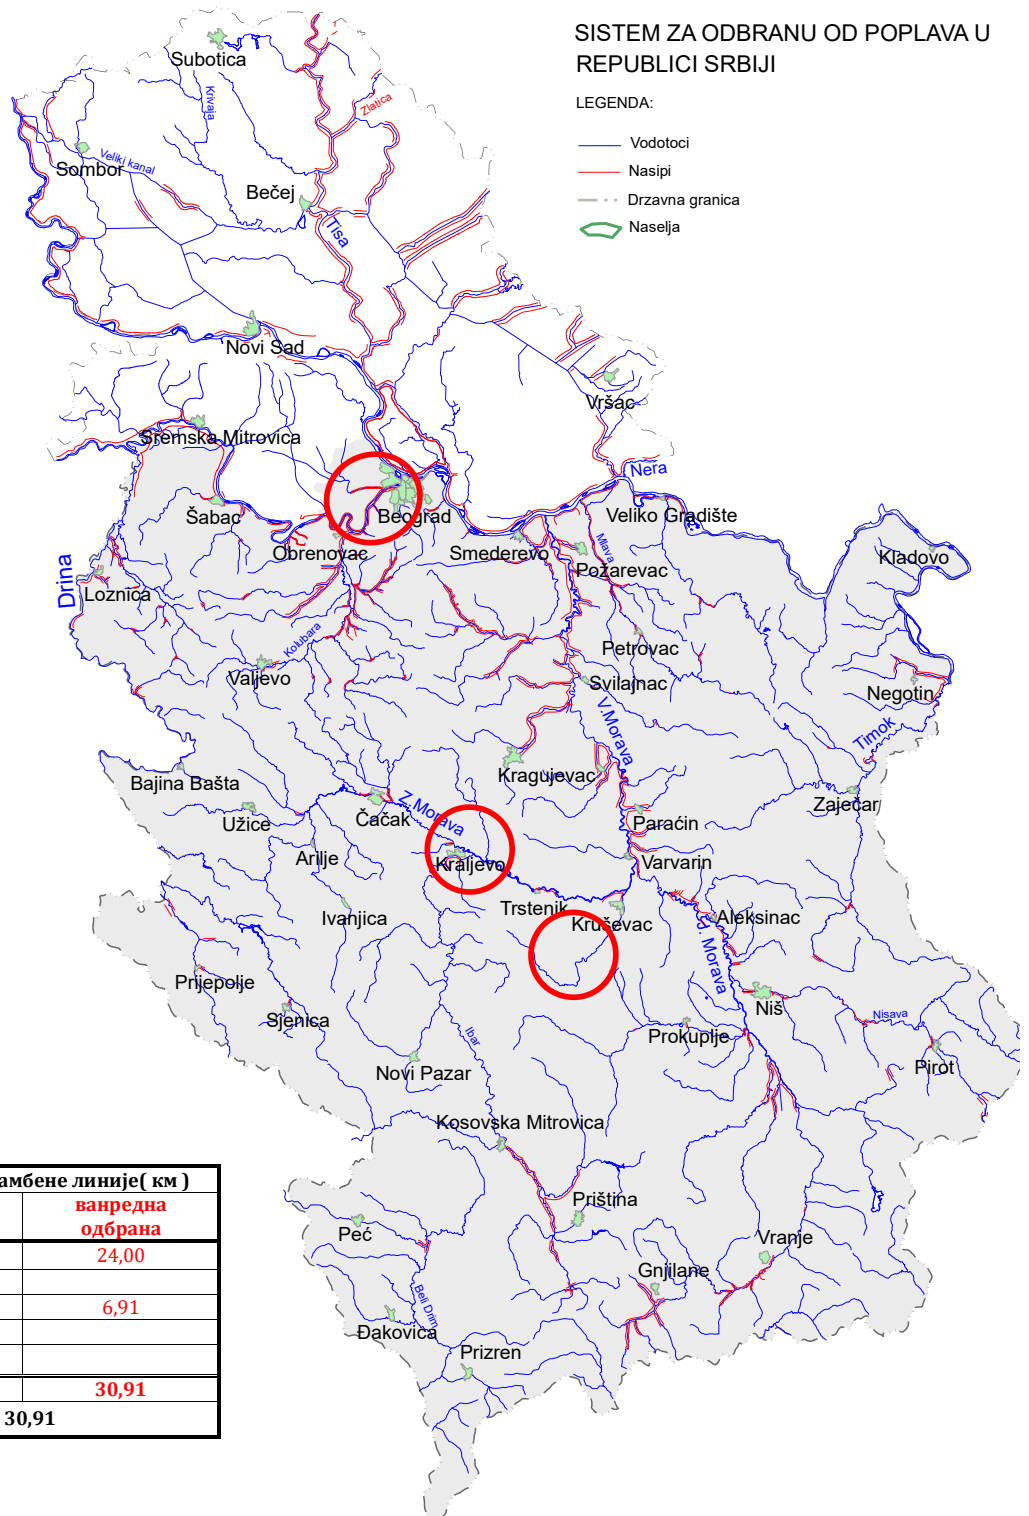 SISTEM ZA ODBRANU OD POPLAVA U
REPUBLICI SRBIJI
LEGENDA:
Vodotoci
Nasipi
Drzavna granica
Naselja
Subotica
Krivaja
Zlatica
Sombor
Veliki kanal
Bečej
Tisa
Novi Sad
Vršac
Sremska Mitrovica
Nera
Šabac
Beograd
Veliko Gradište
Obrenovac
Smederevo
Mlava
Požarevac
Kladovo
Drina
Loznica
Kolubara
Petrovac
Valjevo
Svilajnac
Negotin
V.Morava
Timok
Bajina Bašta
Kragujevac
Zaječar
Užice
Čačak
Z.Morava
Paraćin
Arilje
Kraljevo
Varvarin
Ivanjica
Trstenik
Kruševac
Aleksinac
J. Morava
Prijepolje
Sjenica
Niš
Nisava
Ibar
Prokuplje
Novi Pazar
Pirot
Kosovska Mitrovica
Priština
Peć
Vranje
Gnjilane
Beli Drim
Đakovica
Prizren
амбене линије( км )
ванредна
одбрана
24,00
6,91
30,91
30,91